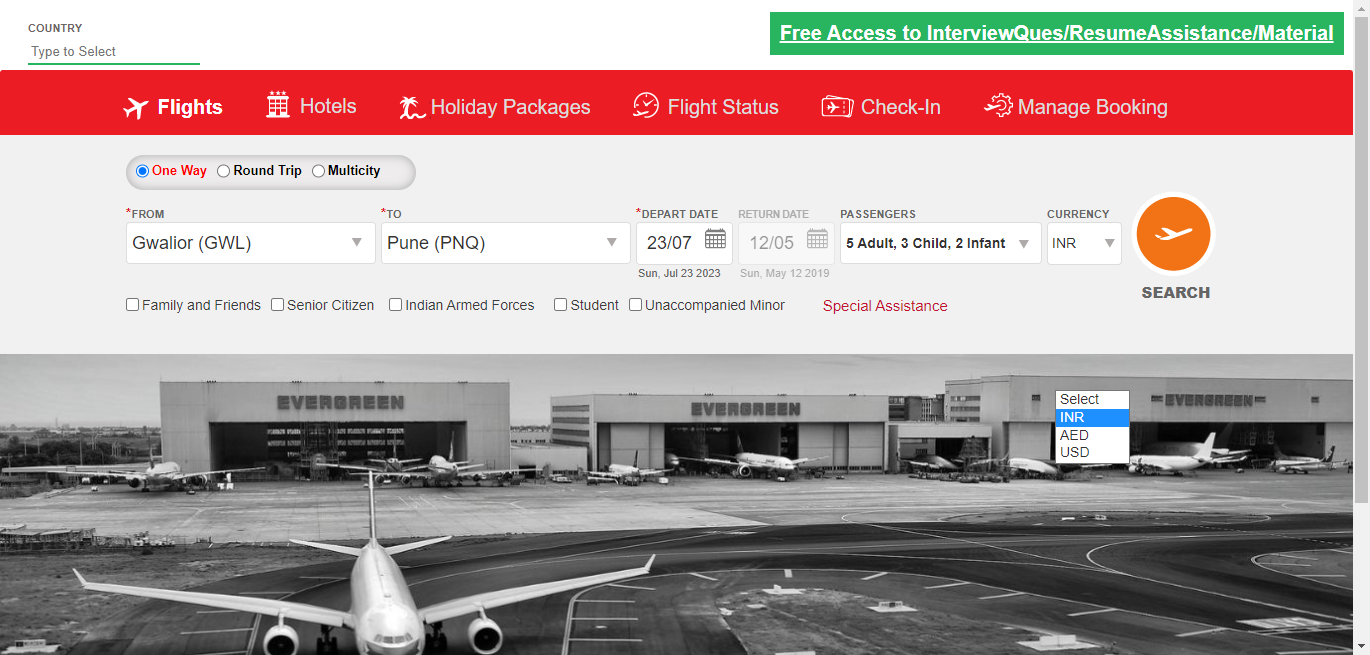 COUNTRY
Type to Select
Free Access to InterviewQues/ResumeAssistance/Material
Flights Hotels Holiday Packages Flight Status Check-In Manage Booking
One Way Round Trip Multicity
*FROM *TO *DEPART DATE RETURN DATE PASSENGERS CURRENCY
Gwalior (GWL) Pune (PNQ) 23/07 12/05 5 Adult, 3 Child, 2 Infant INR
Sun, Jul 23 2023 Sun, May 12 2019
SEARCH
Family and Friends Senior Citizen Indian Armed Forces Student Unaccompanied Minor Special Assistance
EVERGREEN EVERGREEN EVERGREEN
Select
INR
AED
USD